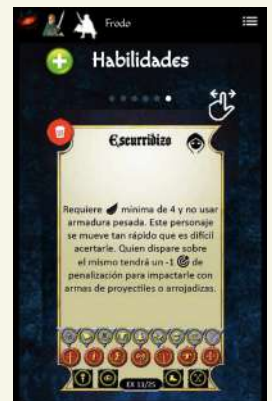 Frodo
Habilidades
Escurridizo
Requiere mínima de 4 y no usar
armadura pesada. Este personaje
se mueve tan rápido que es difícil
acertarle. Quien dispare sobre
el mismo tendrá un -1 de
penalización para impactarle con
armas de proyectiles o arrojadizas.
EX 13/25